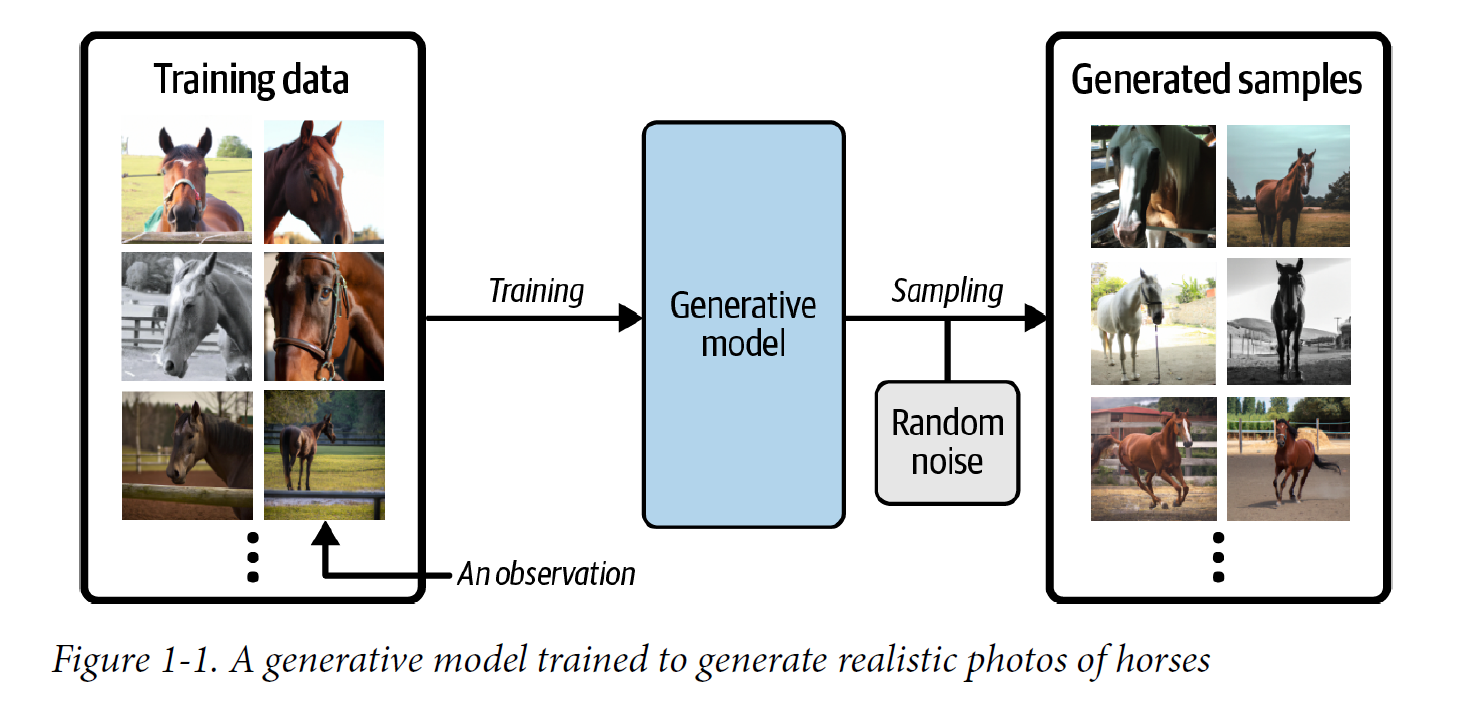 Training data
Generated samples
Training
Generative
model
Sampling
Random
noise
An observation
Figure 1-1. A generative model trained to generate realistic photos of horses